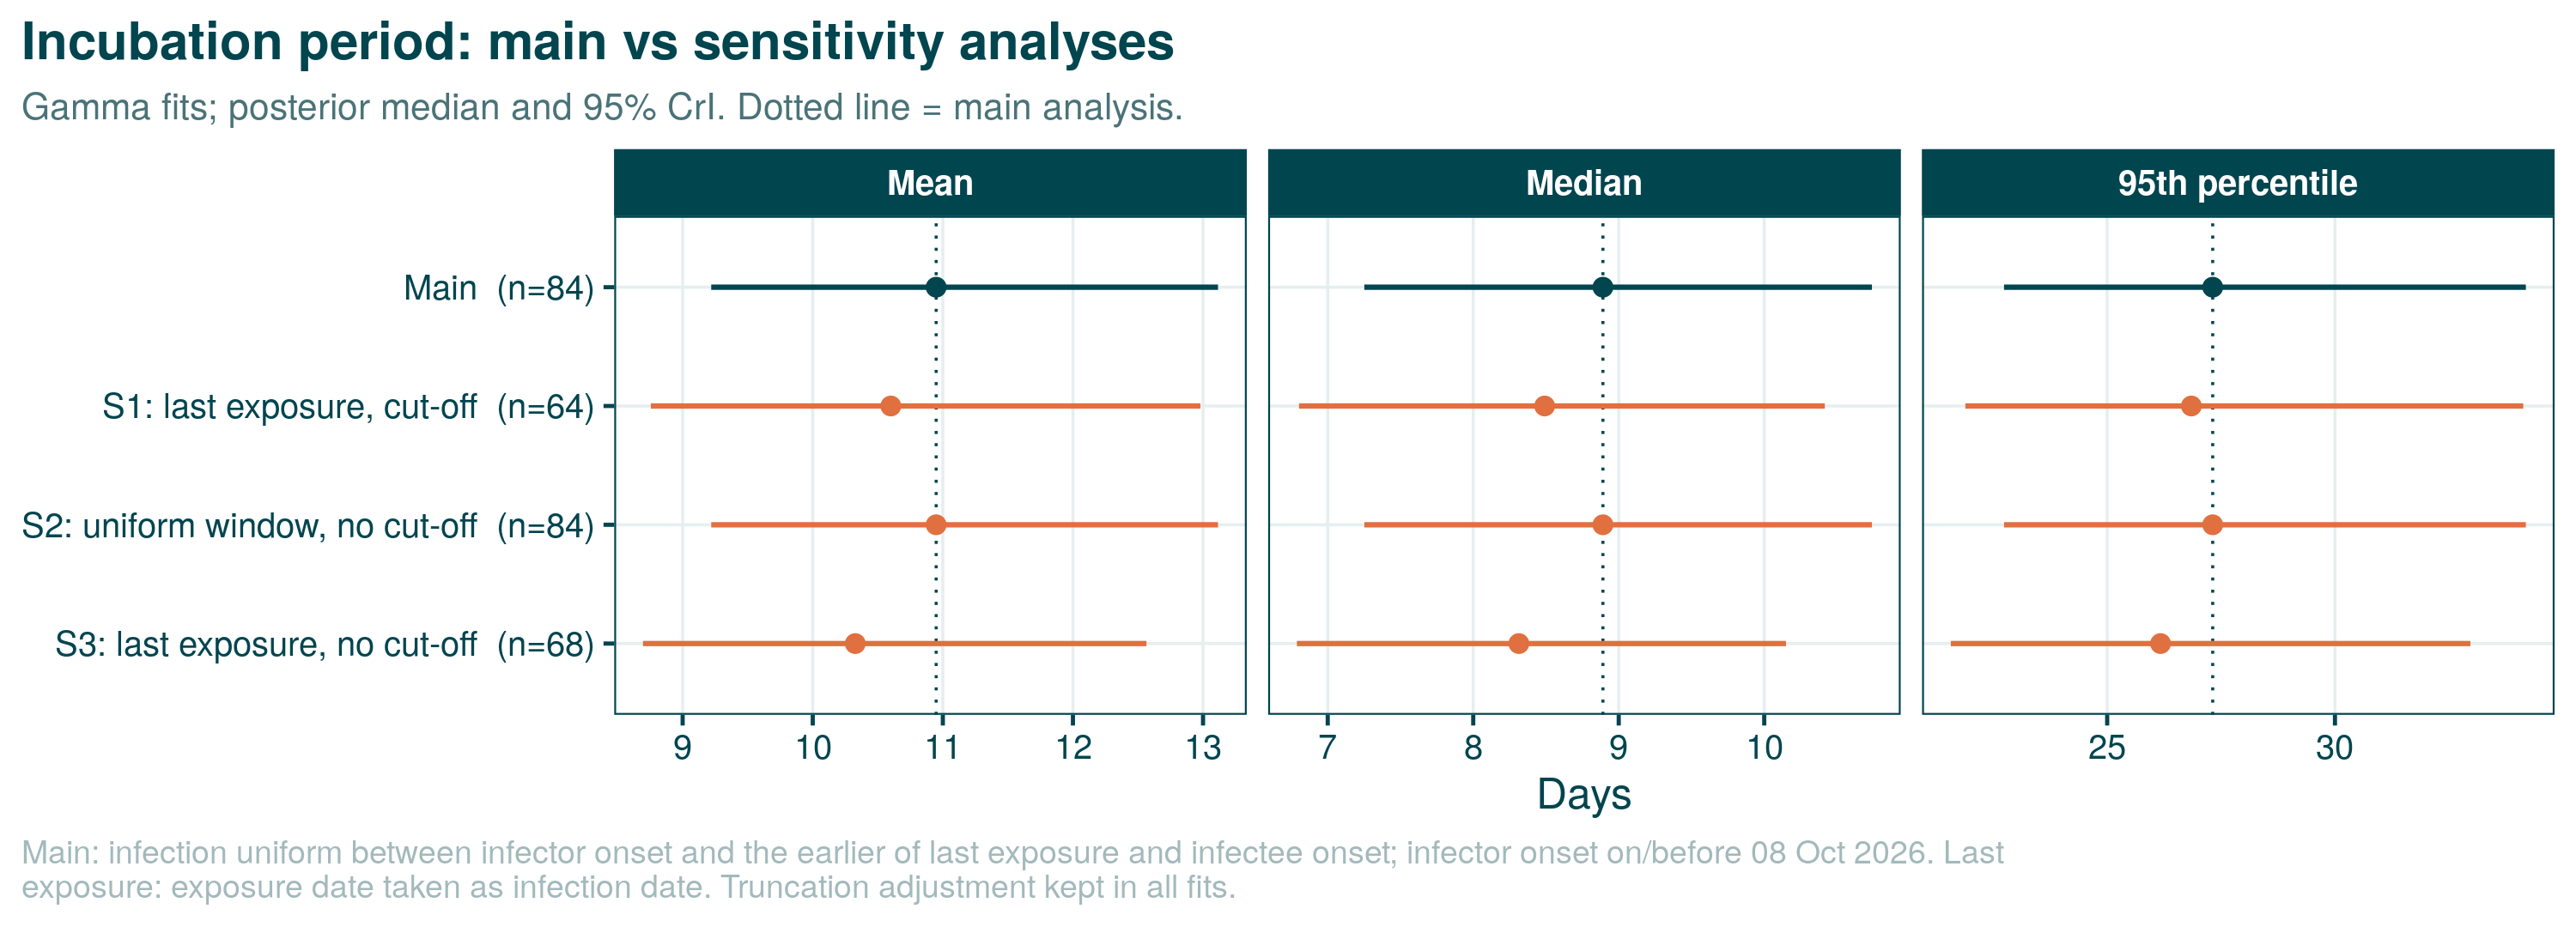 Incubation period: main vs sensitivity analyses
Gamma fits; posterior median and 95% CrI. Dotted line = main analysis.
Mean
Median
95th percentile
Main (n=84)
S1: last exposure, cut-off (n=64)
S2: uniform window, no cut-off (n=84)
S3: last exposure, no cut-off (n=68)
9 10 11 12 13
7 8 9 10
25 30
Days
Main: infection uniform between infector onset and the earlier of last exposure and infectee onset; infector onset on/before 08 Oct 2026. Last
exposure: exposure date taken as infection date. Truncation adjustment kept in all fits.